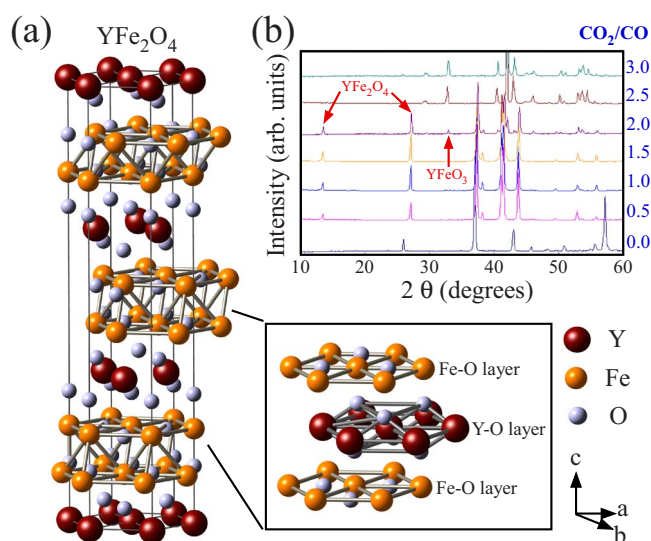 (a)
YFe₂O₄
(b)
CO₂/CO
Intensity (arb. units)
YFe₂O₄
YFeO₃
3.0
2.5
2.0
1.5
1.0
0.5
0.0
10 20 30 40 50 60
2 θ (degrees)
Fe-O layer
Y-O layer
Fe-O layer
Y
Fe
O
c
a
b